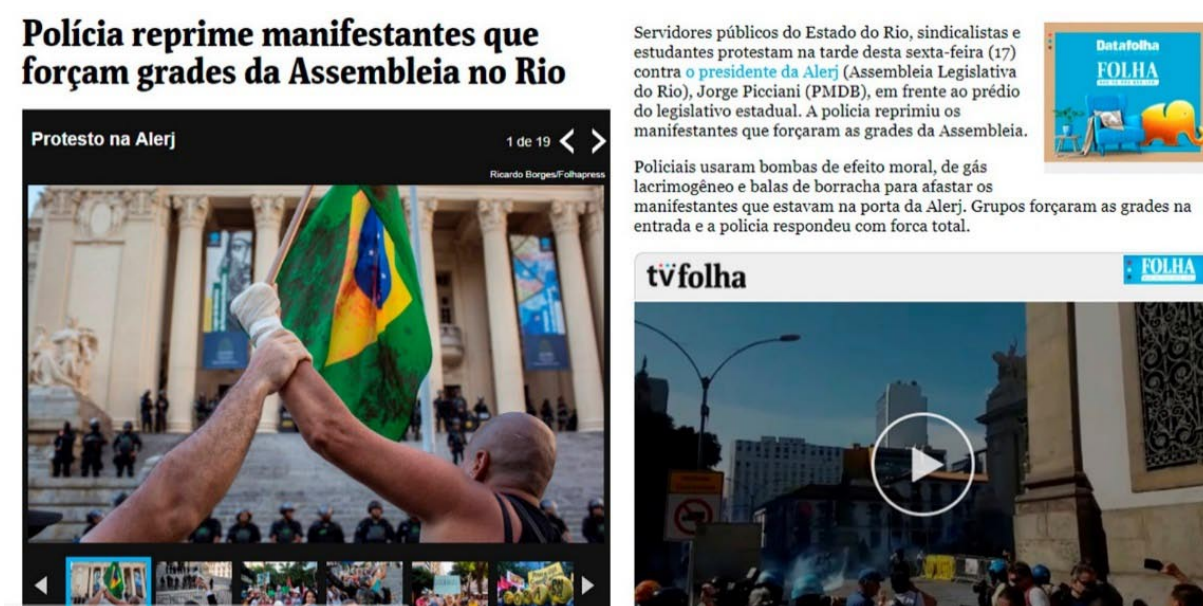 Polícia reprime manifestantes que
forçam grades da Assembleia no Rio
Protesto na Alerj
1 de 19
Ricardo Borges/Folhapress
Servidores públicos do Estado do Rio, sindicalistas e
estudantes protestam na tarde desta sexta-feira (17)
contra o presidente da Alerj (Assembleia Legislativa
do Rio), Jorge Picciani (PMDB), em frente ao prédio
do legislativo estadual. A policia reprimiu os
manifestantes que forçaram as grades da Assembleia.
Datafolha
FOLHA
Policiais usaram bombas de efeito moral, de gás
lacrimogêneo e balas de borracha para afastar os
manifestantes que estavam na porta da Alerj. Grupos forçaram as grades na
entrada e a policia respondeu com forca total.
tvfolha
FOLHA